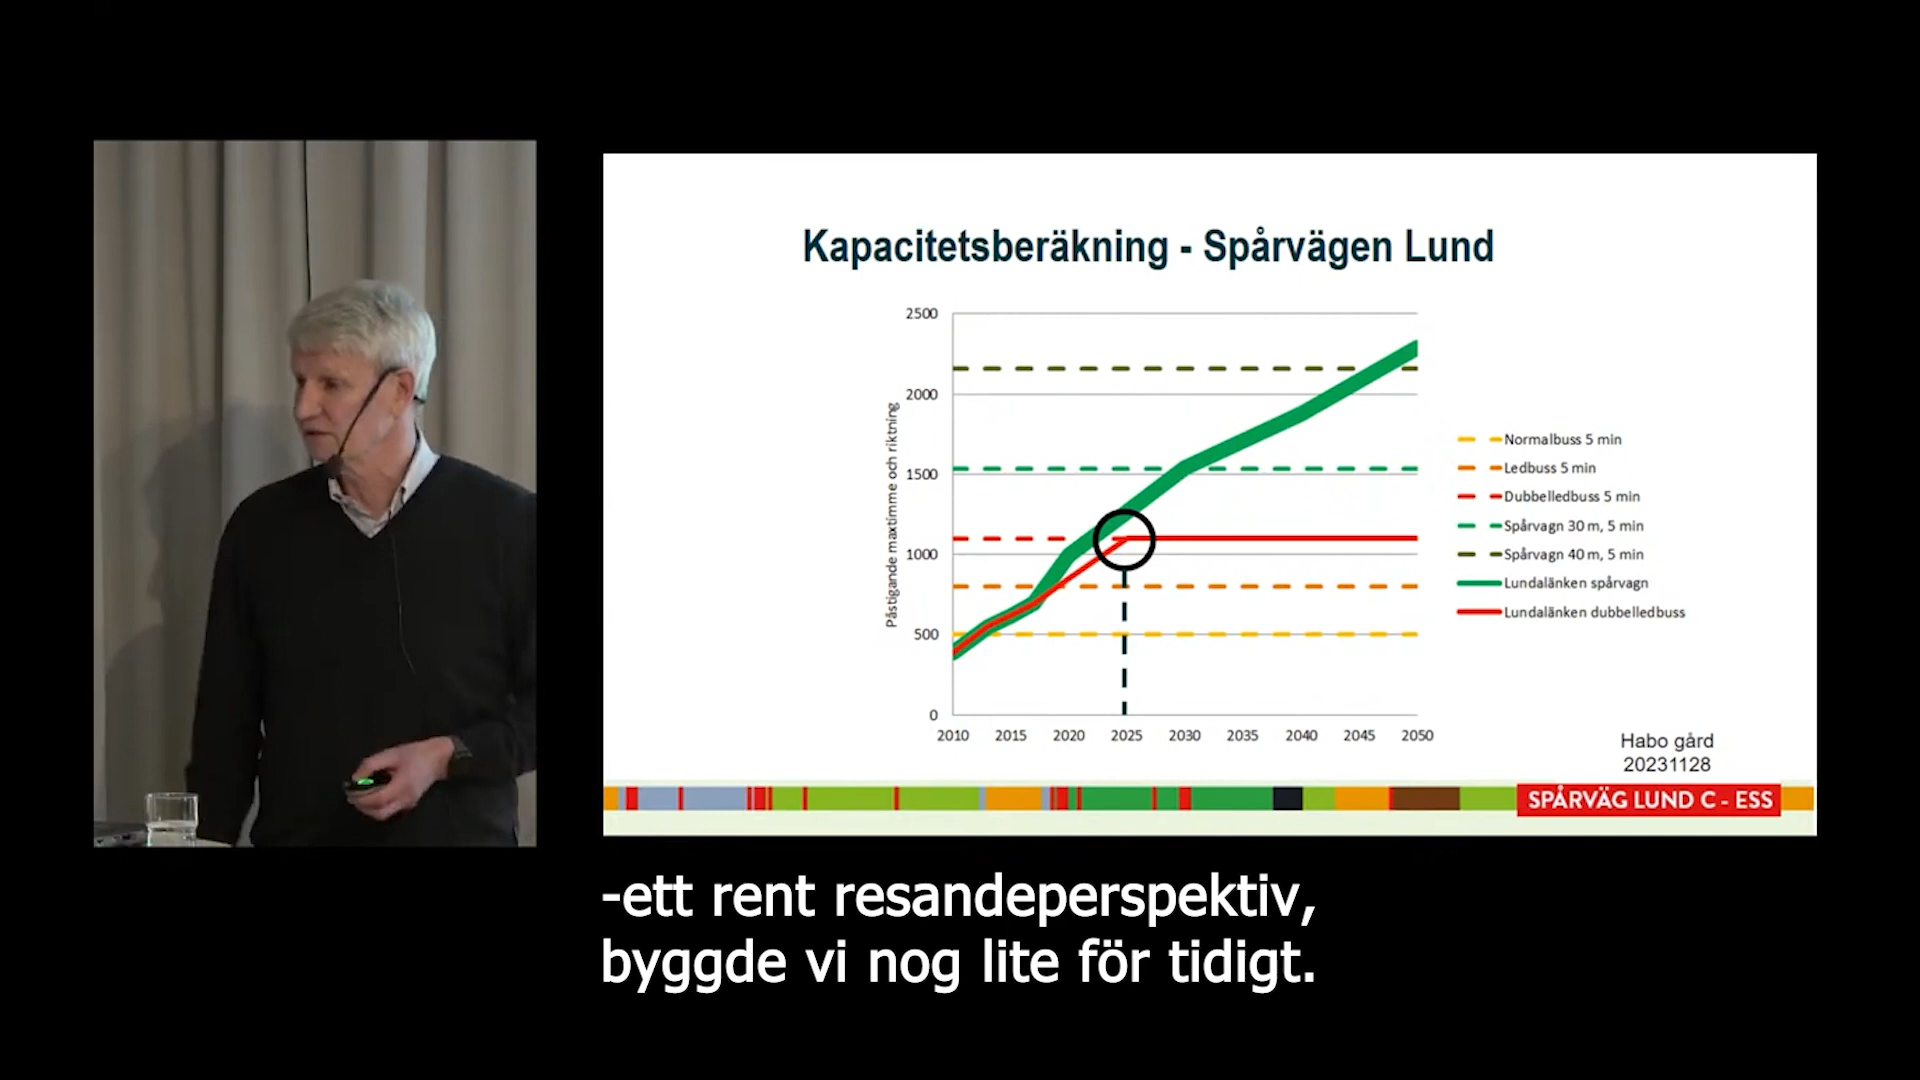 Kapacitetsberäkning - Spårvägen Lund
Påstigande maxtimme och riktning
2500
2000
1500
1000
500
0
2010 2015 2020 2025 2030 2035 2040 2045 2050
Normalbuss 5 min
Ledbuss 5 min
Dubbelledbuss 5 min
Spårvagn 30 m, 5 min
Spårvagn 40 m, 5 min
Lundalänken spårvagn
Lundalänken dubbelledbuss
Habo gård
20231128
SPÅRVÄG LUND C - ESS
-ett rent resandeperspektiv,
byggde vi nog lite för tidigt.